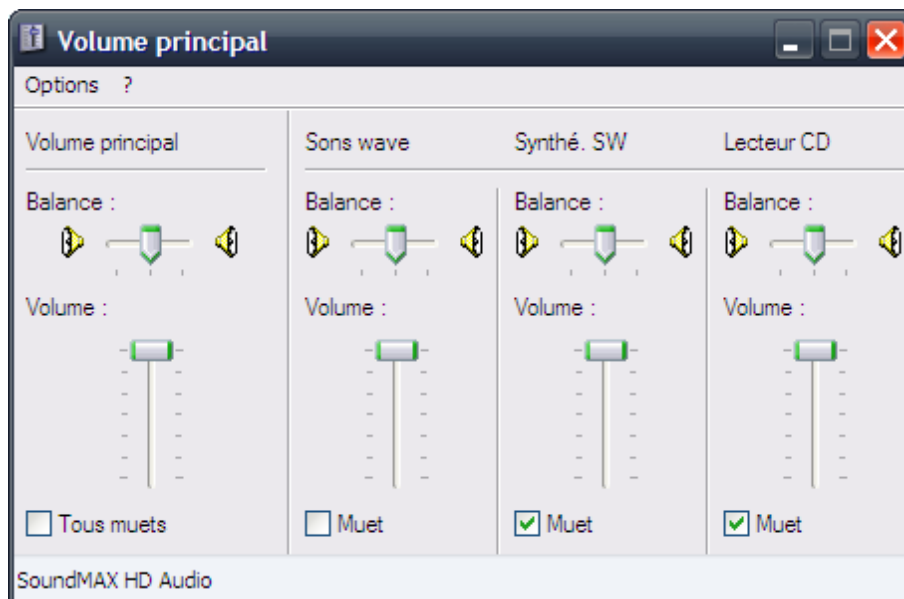 Volume principal
Options ?
Volume principal
Sons wave
Synthé. SW
Lecteur CD
Balance :
Balance :
Balance :
Balance :
Volume :
Volume :
Volume :
Volume :
Tous muets
Muet
Muet
Muet
SoundMAX HD Audio